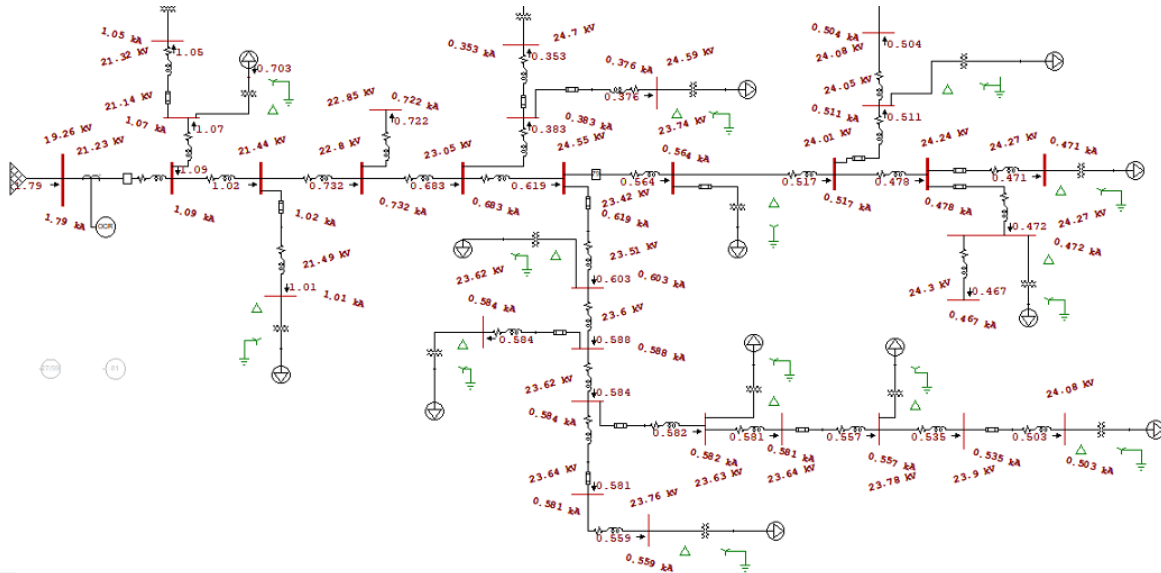 1.05 kA
21.32 kV
1.05
0.703
21.14 kV
1.07 kA
1.07
19.26 kV
21.23 kV
1.79
1.79 kA
OCR
1.09
1.09 kA
21.44 kV
1.02
1.02 kA
21.49 kV
1.01
1.01 kA
22.85 kV
0.722 kA
0.722
22.8 kV
0.732
0.732 kA
23.05 kV
0.683
0.683 kA
0.353 kA
24.7 kV
0.353
0.383
0.383 kA
0.376 kA
0.376
24.59 kV
24.55 kV
0.619
0.619 kA
23.42 kV
23.74 kV
0.564 kA
0.564
0.504 kA
24.08 kV
0.504
24.05 kV
0.511 kA
0.511
24.01 kV
0.517
0.517 kA
24.24 kV
0.478
0.478 kA
24.27 kV
0.471 kA
0.471
0.472
24.27 kV
0.472 kA
24.3 kV
0.467
0.467 kA
23.51 kV
0.603
0.603 kA
23.62 kV
0.584 kA
0.584
23.6 kV
0.588
0.588 kA
23.62 kV
0.584
0.584 kA
0.582
0.582 kA
23.63 kV
0.581
0.581 kA
23.64 kV
0.557
0.557 kA
23.78 kV
0.535
0.535 kA
23.9 kV
0.503
24.08 kV
0.503 kA
23.64 kV
0.581
0.581 kA
23.76 kV
0.559
0.559 kA